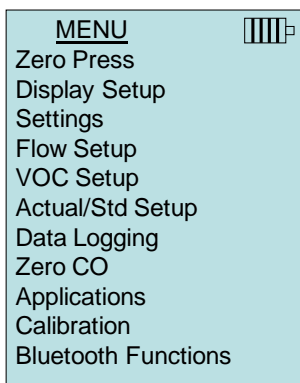 MENU
Zero Press
Display Setup
Settings
Flow Setup
VOC Setup
Actual/Std Setup
Data Logging
Zero CO
Applications
Calibration
Bluetooth Functions